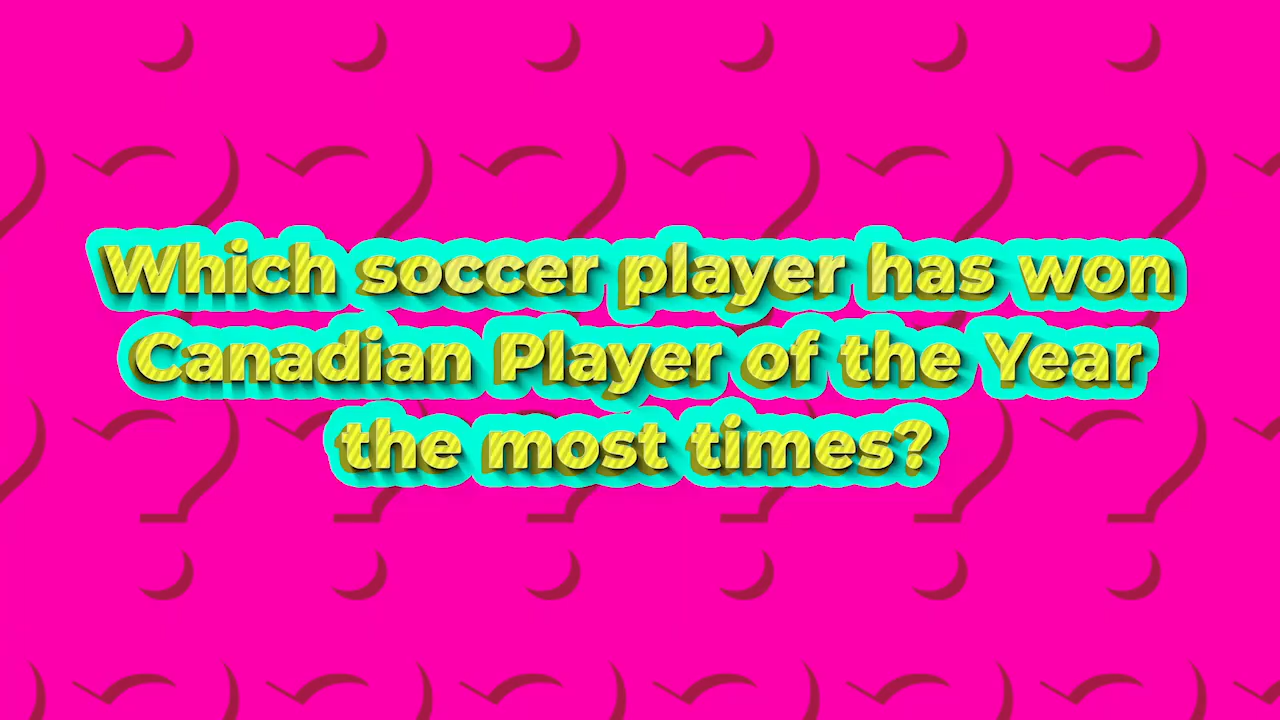 Which soccer player has won
Canadian Player of the Year
the most times?